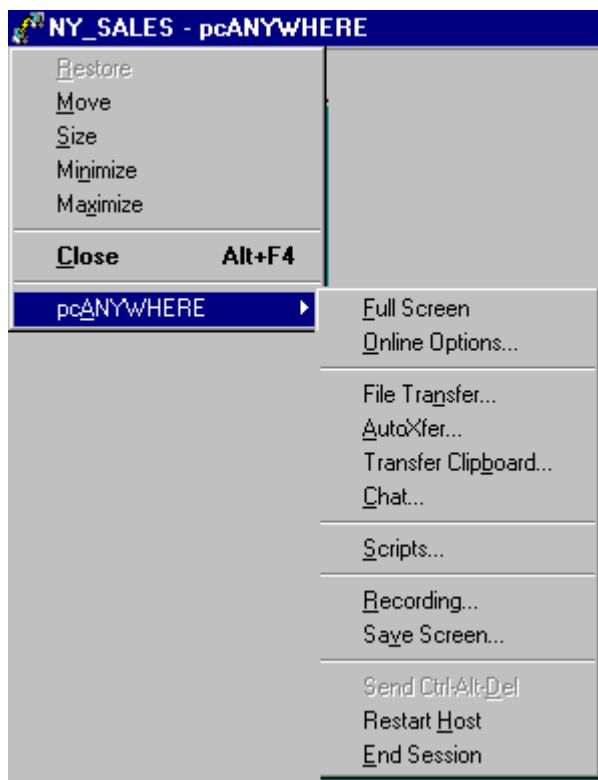 NY_SALES - pcANYWHERE
Restore
Move
Size
Minimize
Maximize
Close Alt+F4
pcANYWHERE
Full Screen
Online Options...
File Transfer...
AutoXfer...
Transfer Clipboard...
Chat...
Scripts...
Recording...
Save Screen...
Send Ctrl-Alt-Del
Restart Host
End Session